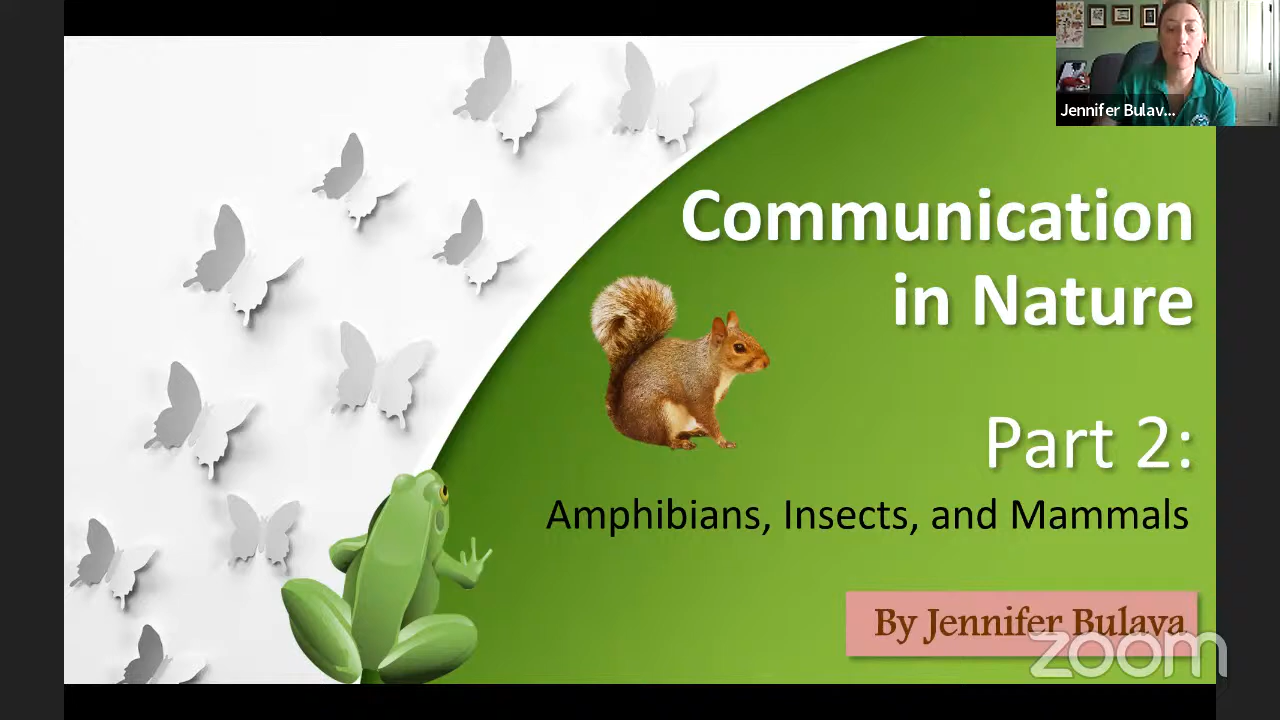 Jennifer Bulav...
Communication
in Nature
Part 2:
Amphibians, Insects, and Mammals
By Jennifer Bulava
zoom